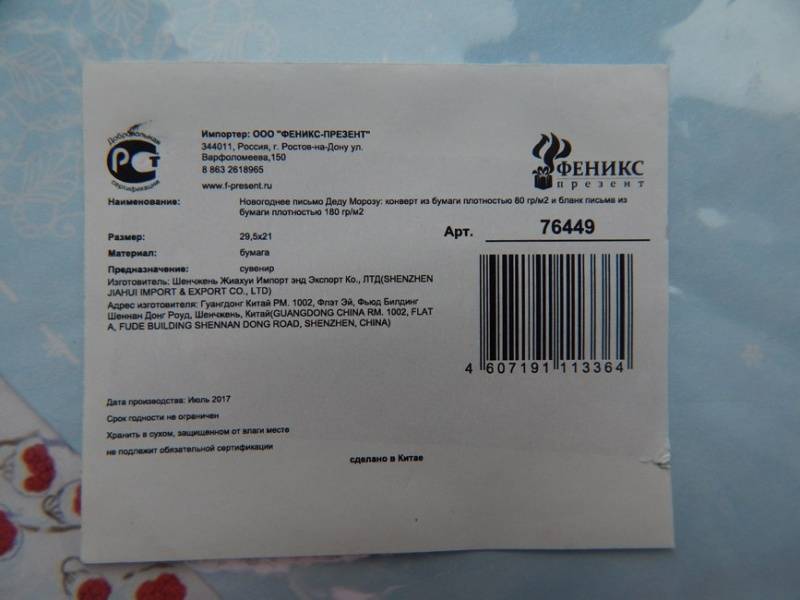 Добровольная
РСТ
сертификация
Импортер: ООО "ФЕНИКС-ПРЕЗЕНТ"
344011, Россия, г. Ростов-на-Дону ул.
Варфоломеева,150
8 863 2618965
www.f-present.ru
ФЕНИКС
презент
Наименование: Новогоднее письмо Деду Морозу: конверт из бумаги плотностью 80 гр/м2 и бланк письма из
бумаги плотностью 180 гр/м2
Арт. 76449
Размер: 29,5х21
Материал: бумага
Предназначение: сувенир
Изготовитель: Шенчжень Жиахуи Импорт энд Экспорт Ко., ЛТД(SHENZHEN
JIAHUI IMPORT & EXPORT CO., LTD)
Адрес изготовителя: Гуангдонг Китай РМ. 1002, Флэт Эй, Фьюд Билдинг
Шеннан Донг Роуд, Шенчжень, Китай(GUANGDONG CHINA RM. 1002, FLAT
A, FUDE BUILDING SHENNAN DONG ROAD, SHENZHEN, CHINA)
4 607191 113364
Дата производства: Июль 2017
Срок годности не ограничен
Хранить в сухом, защищенном от влаги месте
не подлежит обязательной сертификации
сделано в Китае